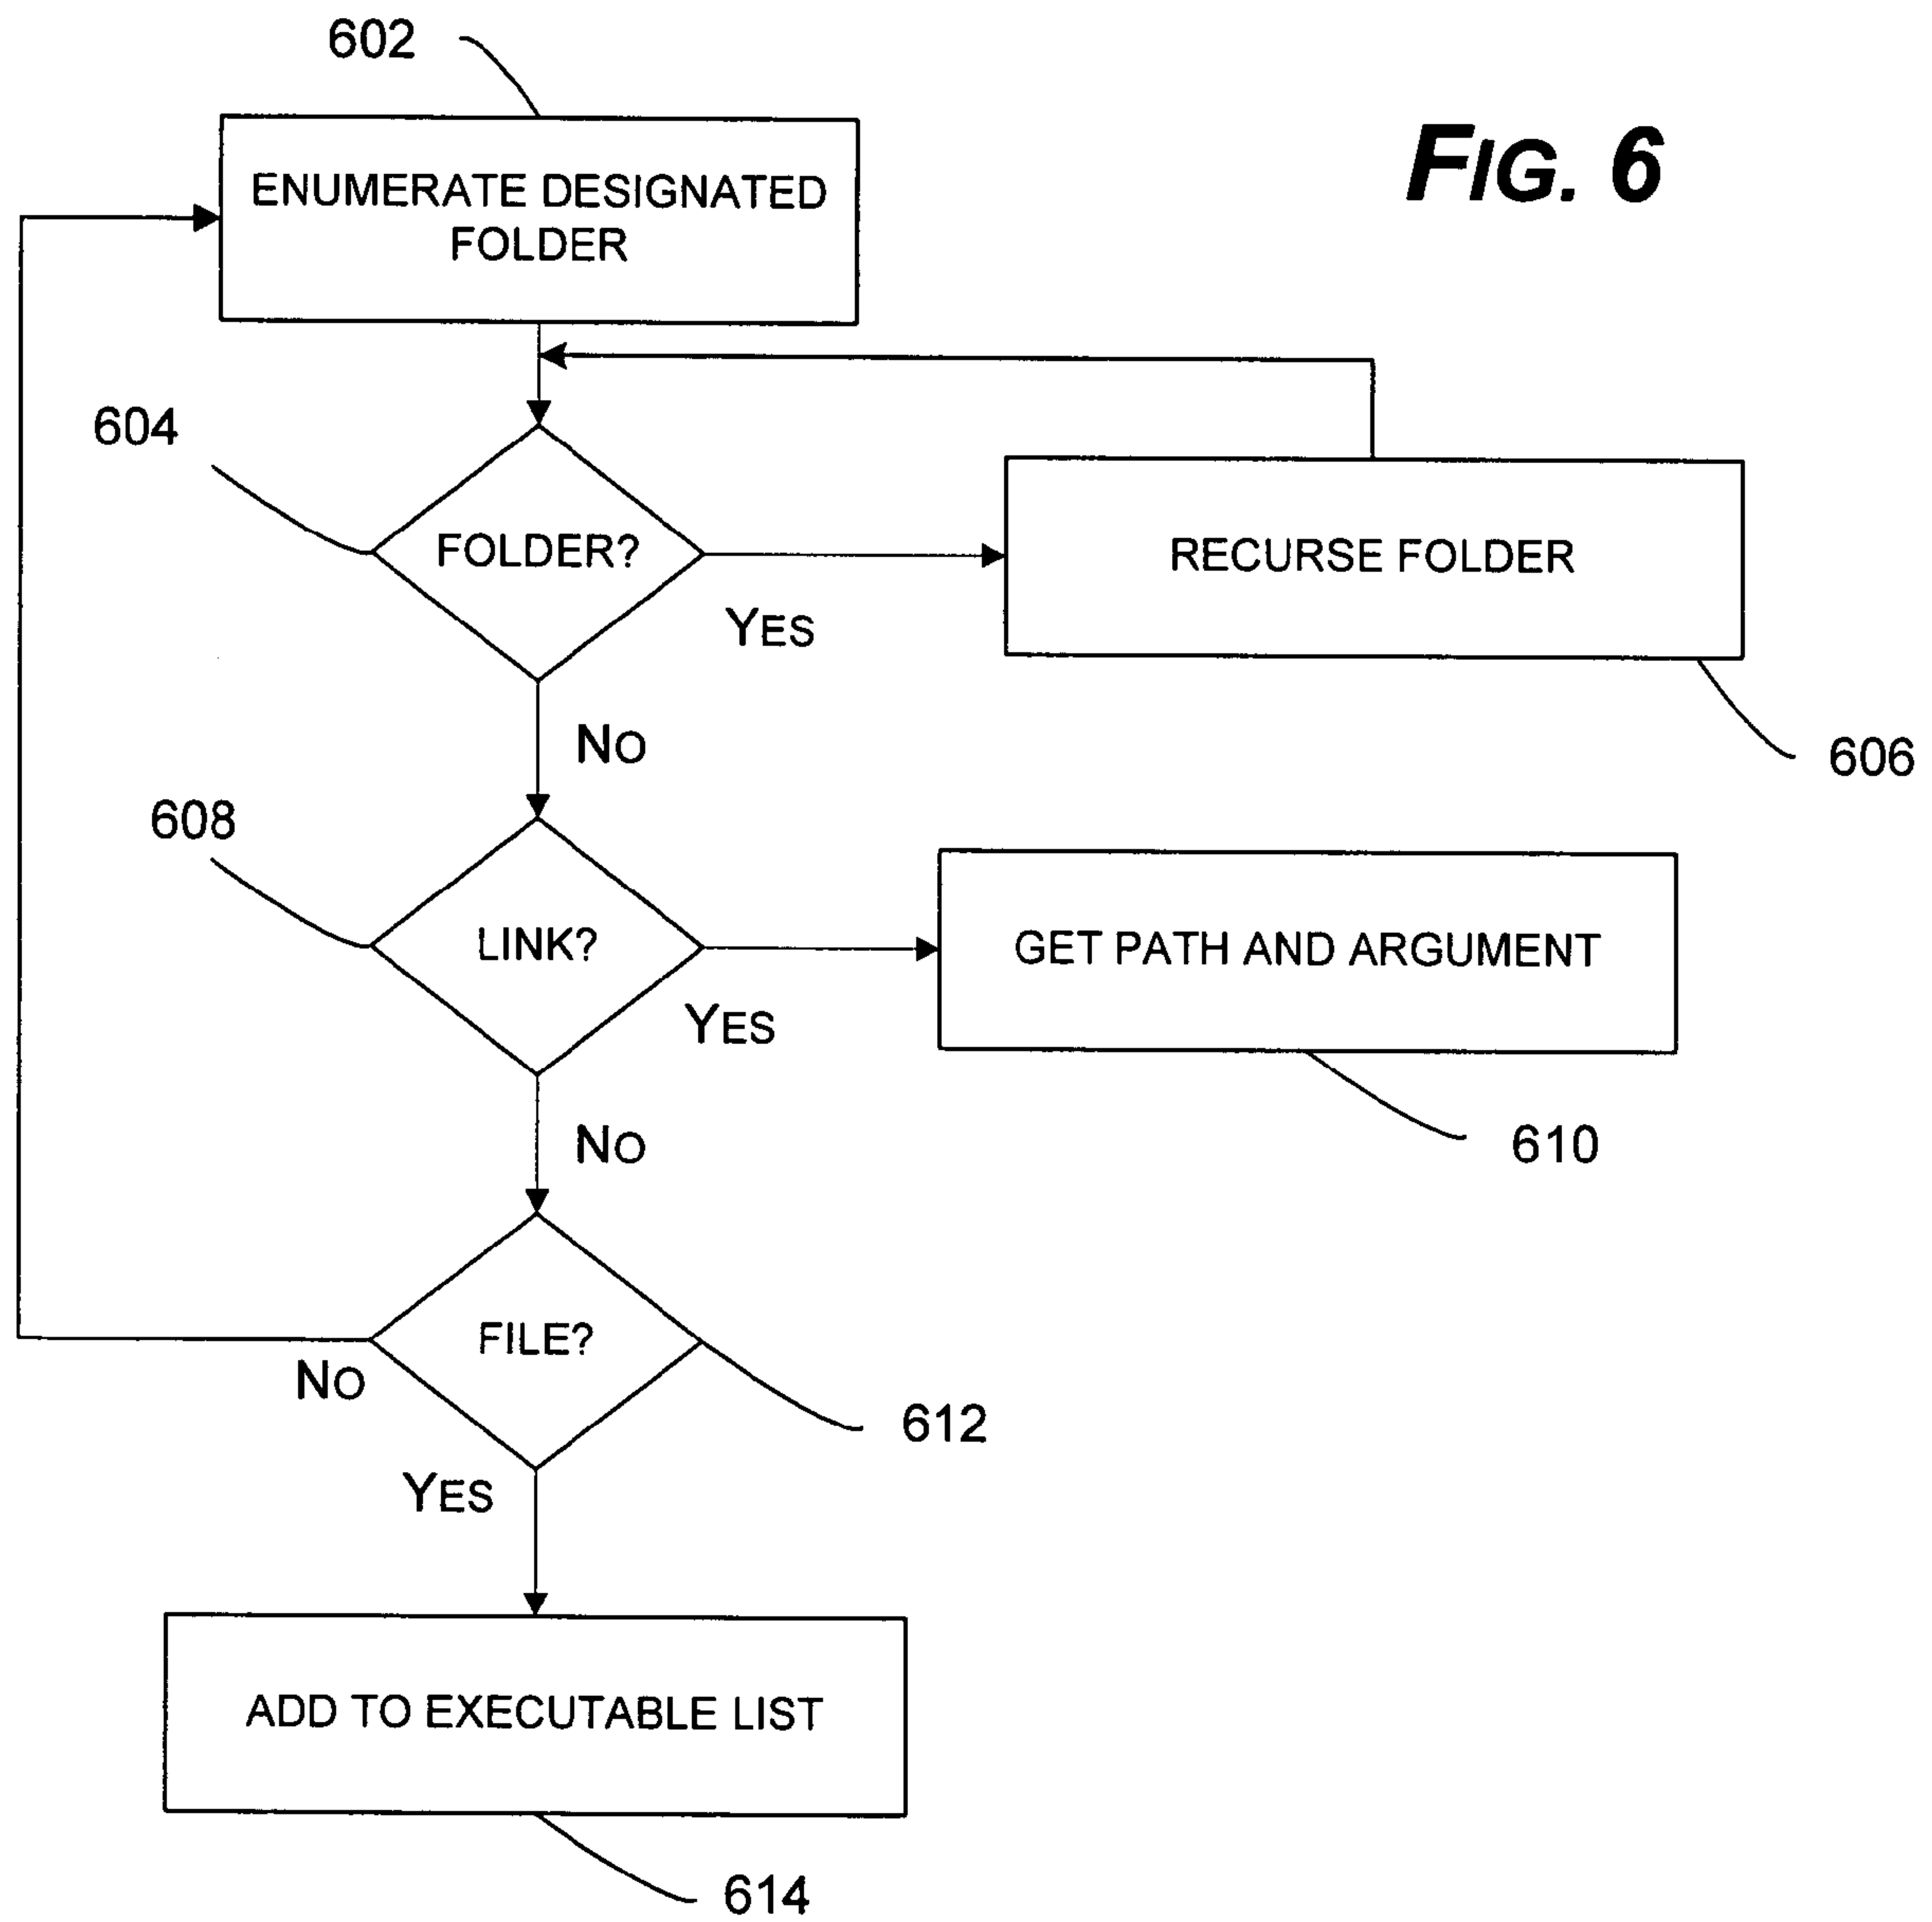 602
FIG. 6
ENUMERATE DESIGNATED
FOLDER
604
FOLDER?
RECURSE FOLDER
YES
NO
606
608
LINK?
GET PATH AND ARGUMENT
YES
NO
610
FILE?
NO
612
YES
ADD TO EXECUTABLE LIST
614